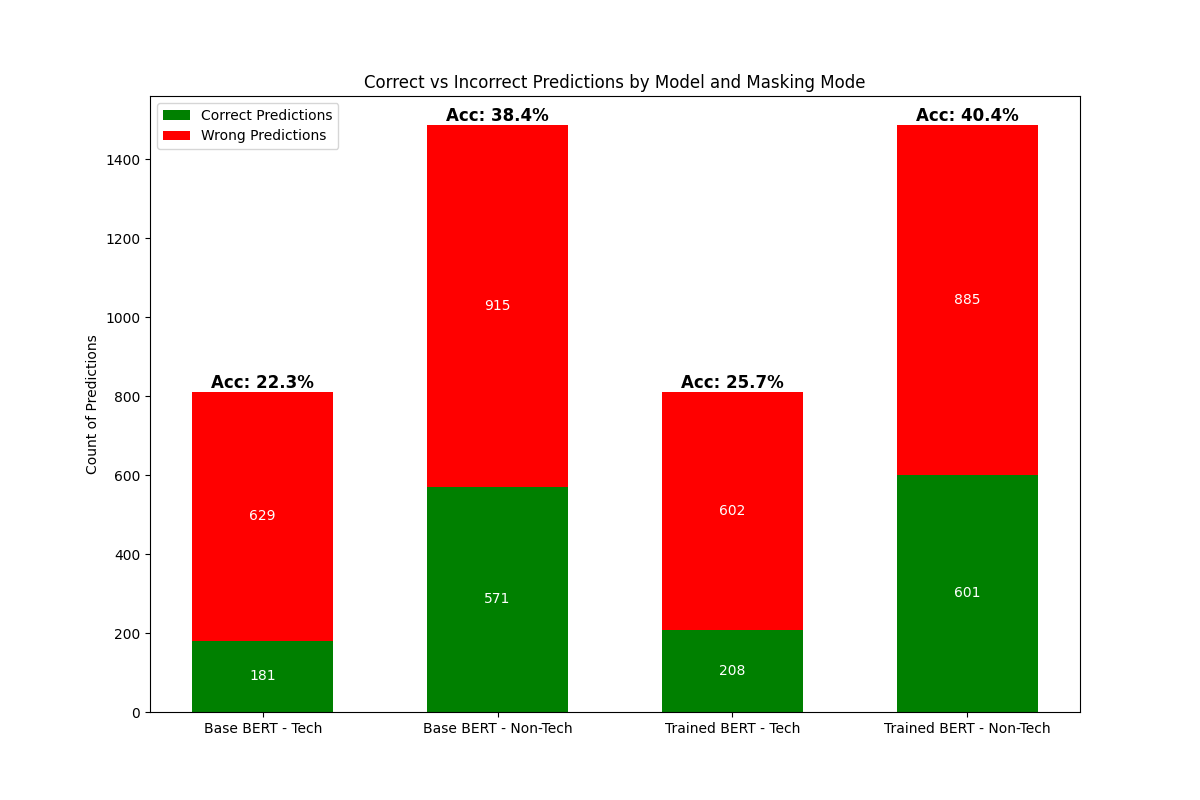 Correct vs Incorrect Predictions by Model and Masking Mode
Correct Predictions
Wrong Predictions
Acc: 38.4%
Acc: 40.4%
Acc: 22.3%
Acc: 25.7%
Count of Predictions
1400
1200
1000
800
600
400
200
0
629
181
915
571
602
208
885
601
Base BERT - Tech
Base BERT - Non-Tech
Trained BERT - Tech
Trained BERT - Non-Tech